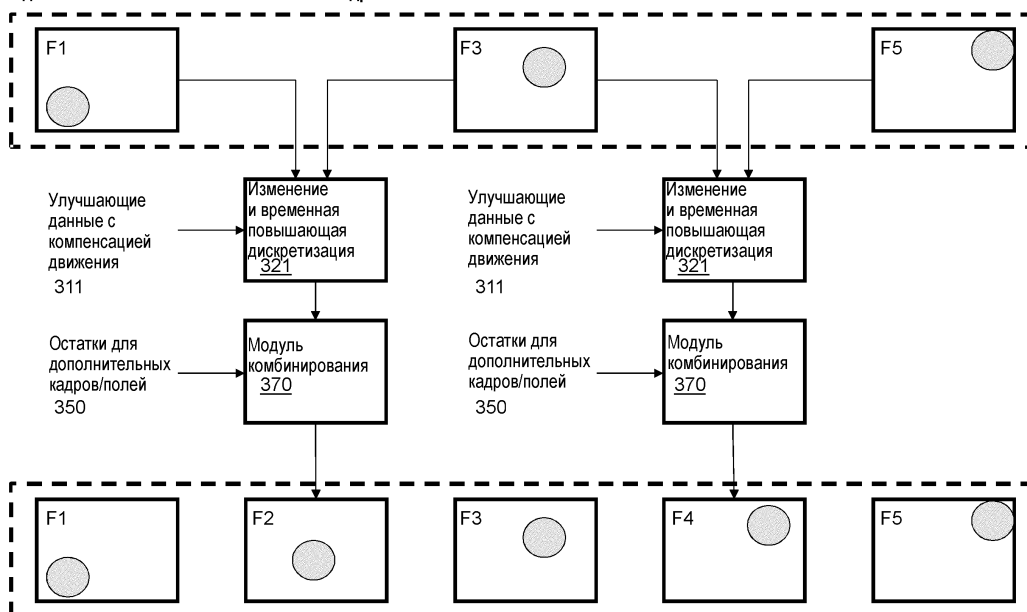 F1
F3
F5
Улучшающие
данные с
компенсацией
движения
311
Изменение
и временная
повышающая
дискретизация
321
Улучшающие
данные с
компенсацией
движения
311
Изменение
и временная
повышающая
дискретизация
321
Остатки для
дополнительных
кадров/полей
350
Модуль
комбинирования
370
Остатки для
дополнительных
кадров/полей
350
Модуль
комбинирования
370
F1
F2
F3
F4
F5